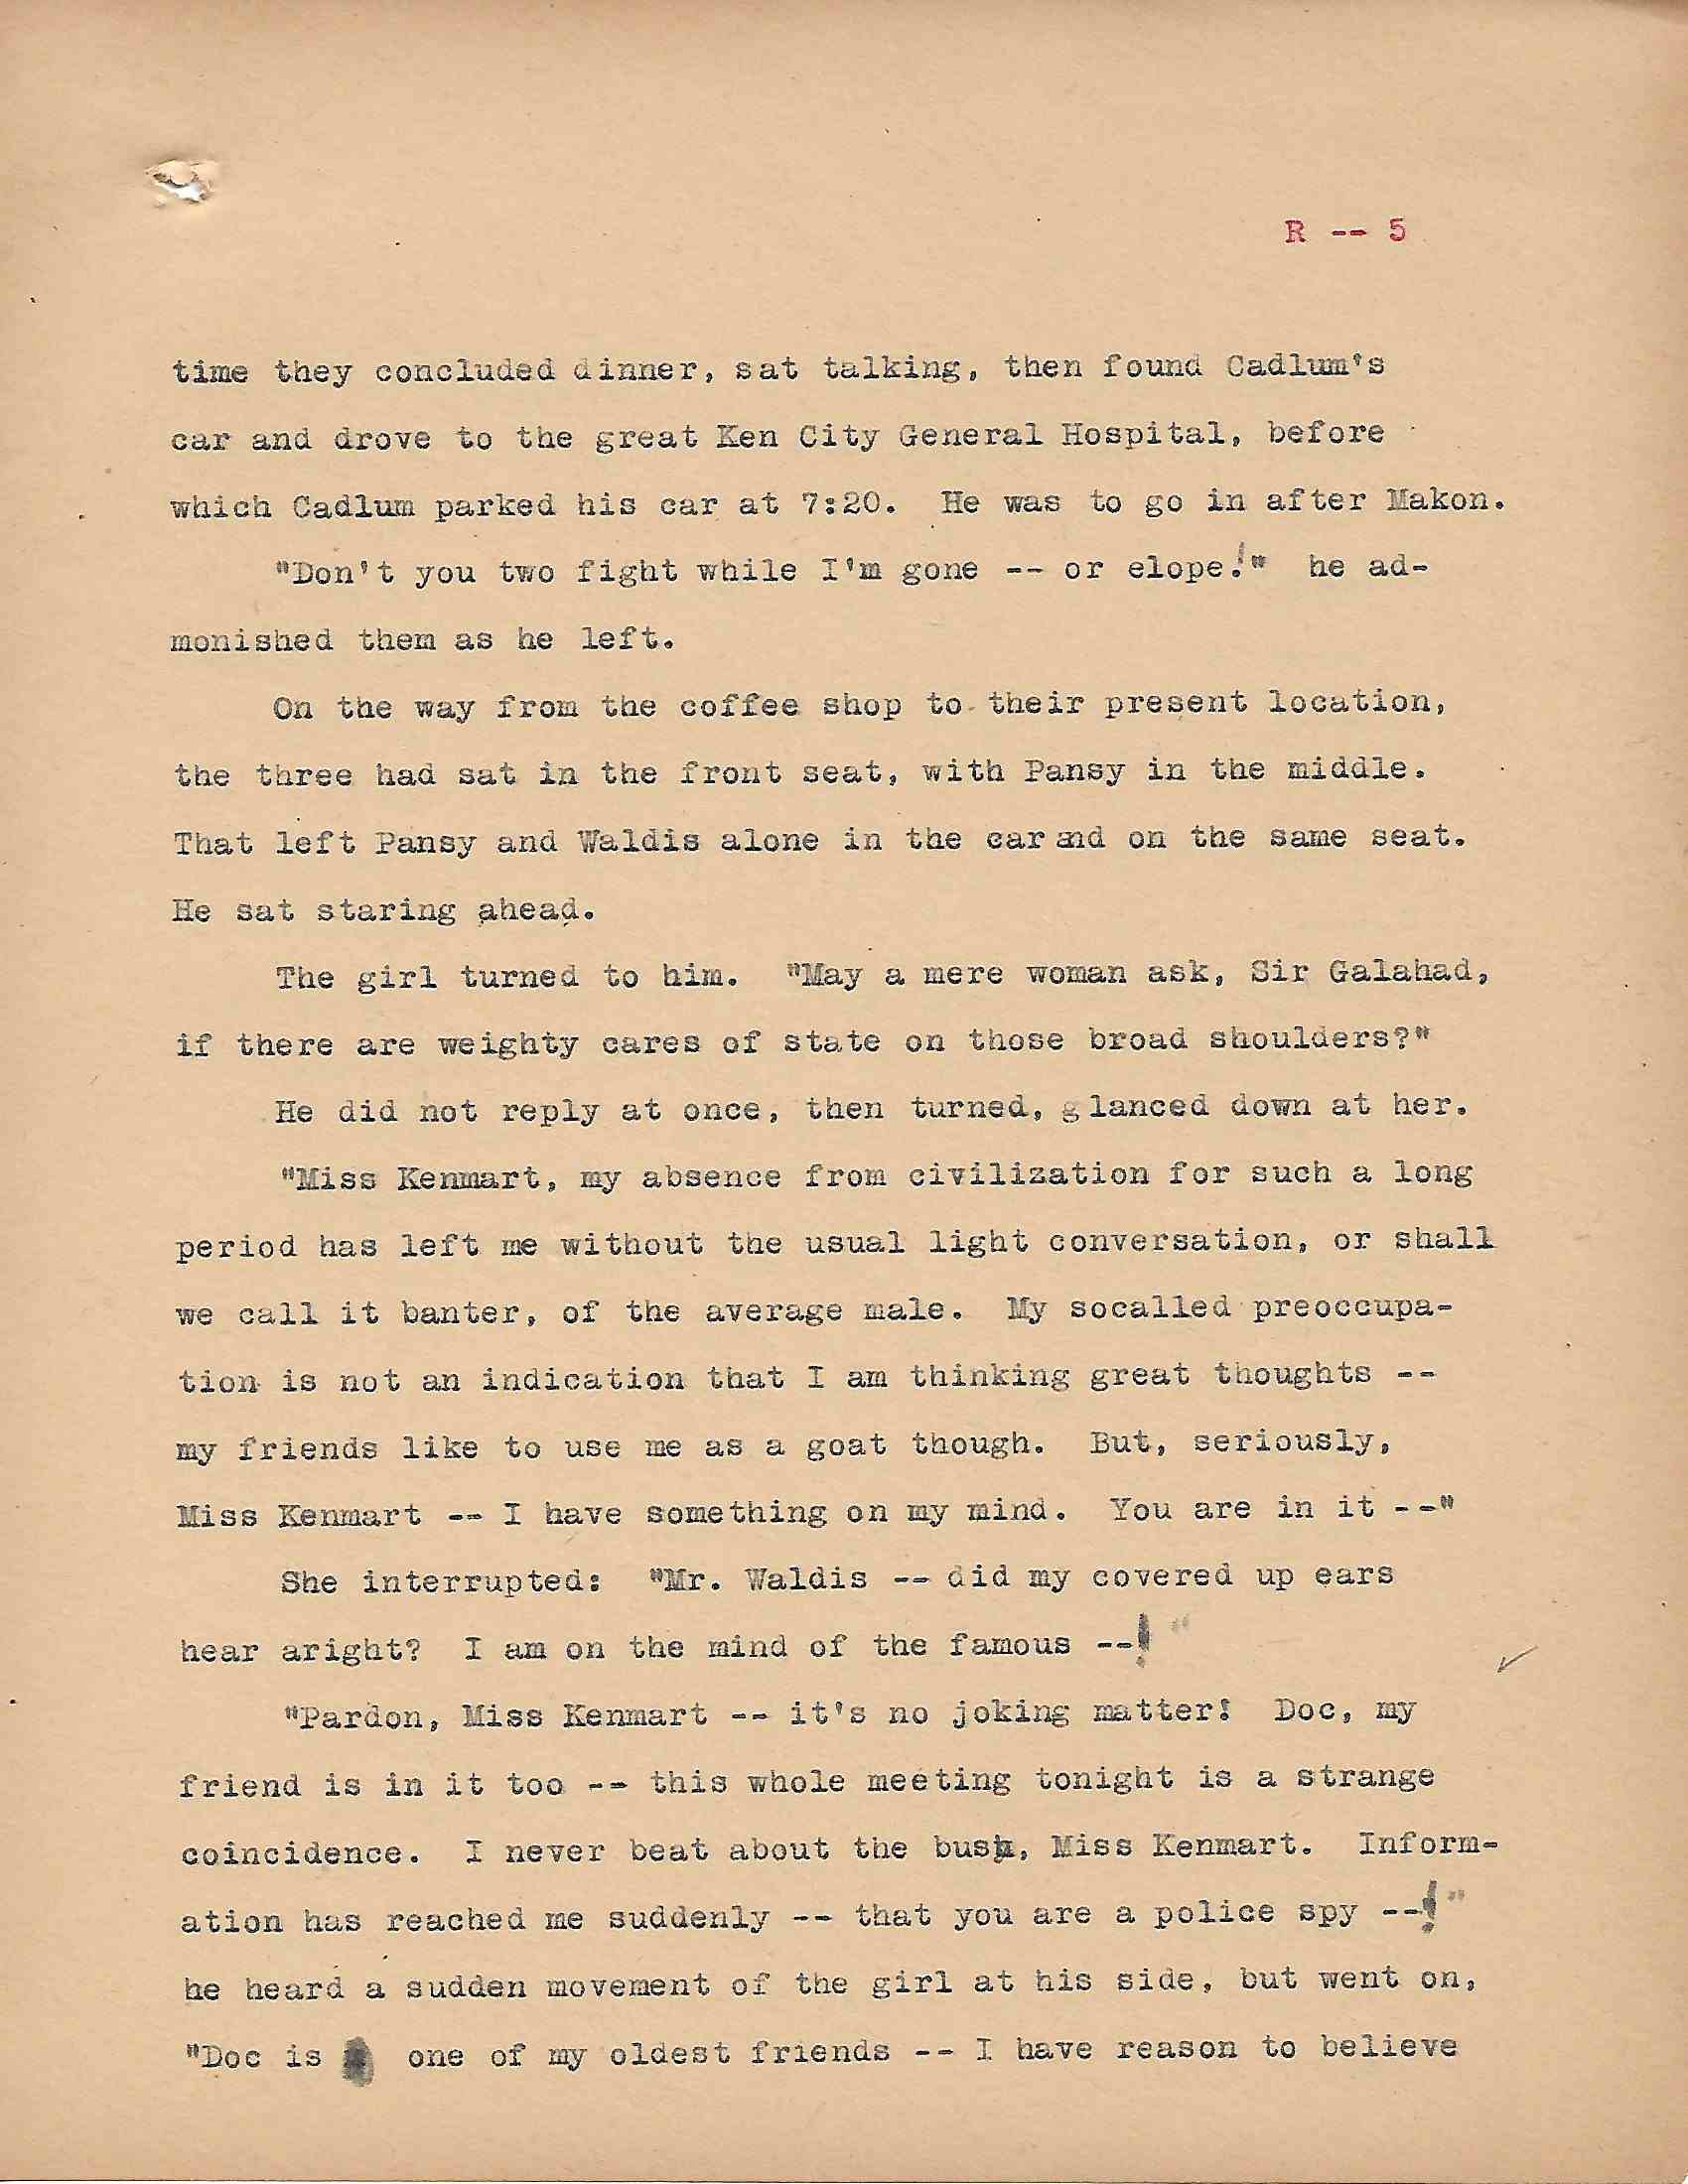 R -- 5
time they concluded dinner, sat talking, then found Cadlum's
car and drove to the great Ken City General Hospital, before
which Cadlum parked his car at 7:20.  He was to go in after Makon.
"Don't you two fight while I'm gone -- or elope!"  he ad-
monished them as he left.
On the way from the coffee shop to their present location,
the three had sat in the front seat, with Pansy in the middle.
That left Pansy and Waldis alone in the car and on the same seat.
He sat staring ahead.
The girl turned to him.  "May a mere woman ask, Sir Galahad,
if there are weighty cares of state on those broad shoulders?"
He did not reply at once, then turned, glanced down at her.
"Miss Kenmart, my absence from civilization for such a long
period has left me without the usual light conversation, or shall
we call it banter, of the average male.  My socalled preoccupa-
tion is not an indication that I am thinking great thoughts --
my friends like to use me as a goat though.  But, seriously,
Miss Kenmart -- I have something on my mind.  You are in it --"
She interrupted:  "Mr. Waldis -- did my covered up ears
hear aright?  I am on the mind of the famous --!"
"Pardon, Miss Kenmart -- it's no joking matter!  Doc, my
friend is in it too -- this whole meeting tonight is a strange
coincidence.  I never beat about the bush, Miss Kenmart.  Inform-
ation has reached me suddenly -- that you are a police spy --!"
he heard a sudden movement of the girl at his side, but went on,
"Doc is one of my oldest friends -- I have reason to believe